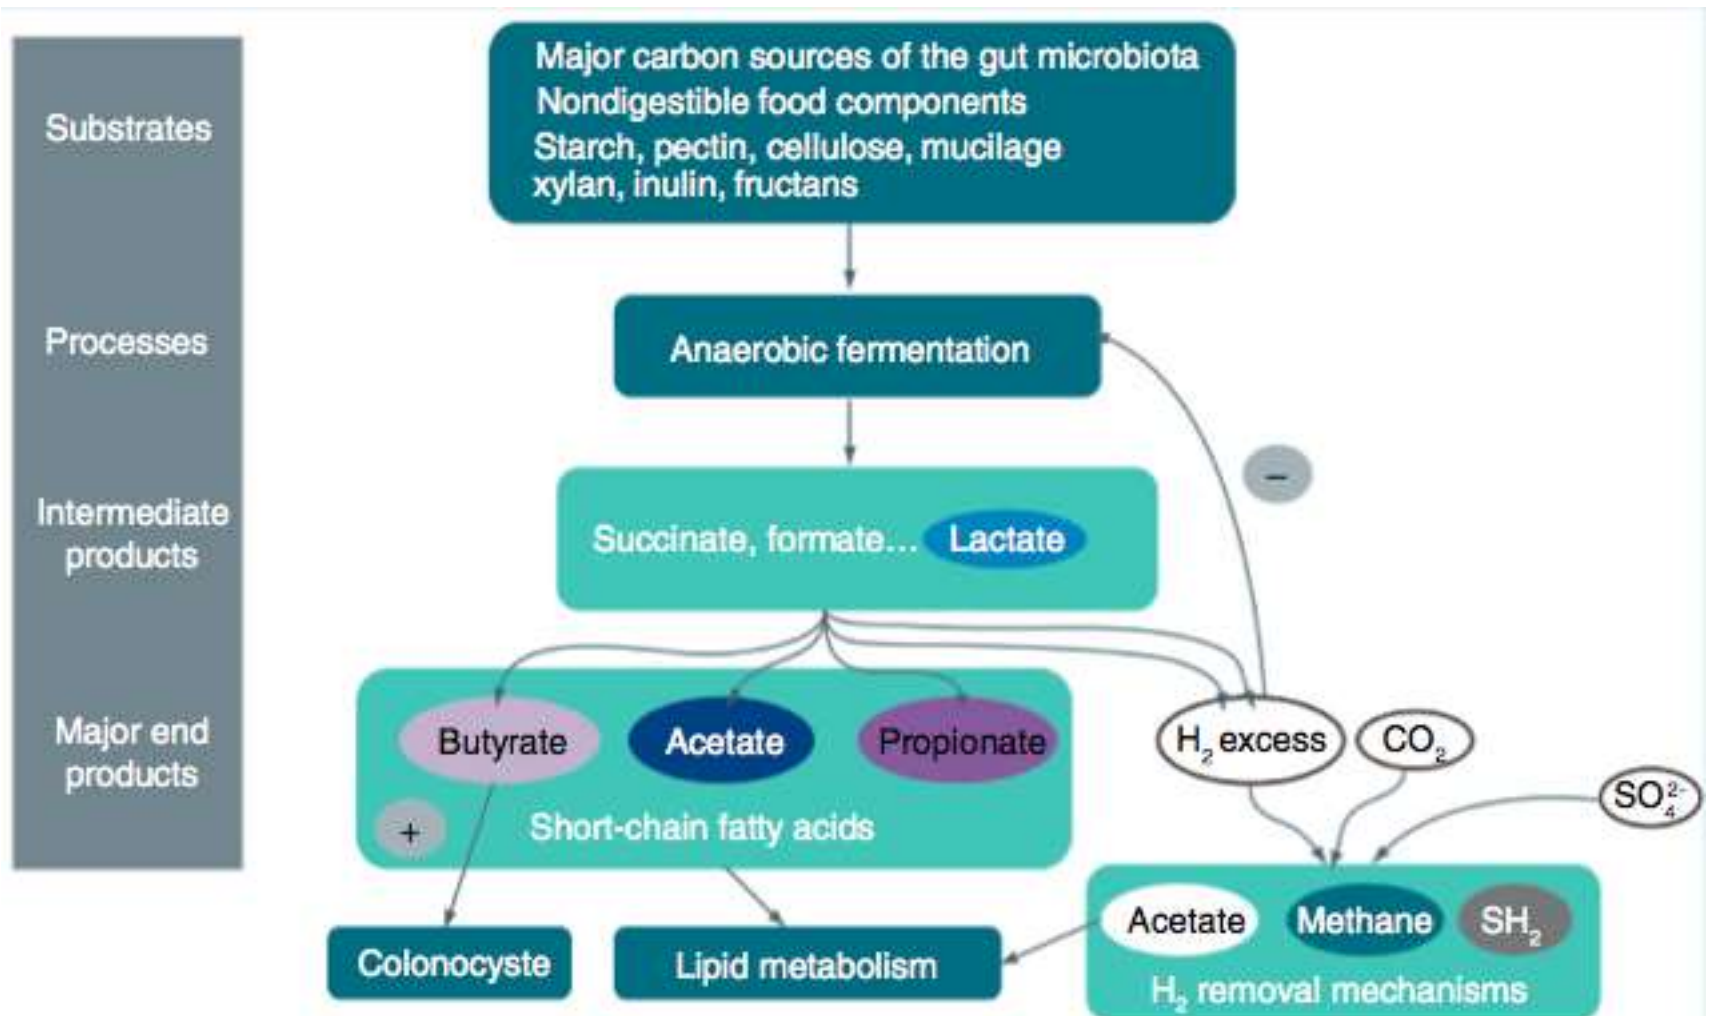 Substrates
Processes
Intermediate
products
Major end
products
Major carbon sources of the gut microbiota
Nondigestible food components
Starch, pectin, cellulose, mucilage
xylan, inulin, fructans
Anaerobic fermentation
Succinate, formate... Lactate
−
Butyrate Acetate Propionate
+ Short-chain fatty acids
H₂ excess CO₂
SO₄²⁻
Colonocyste
Lipid metabolism
Acetate Methane SH₂
H₂ removal mechanisms